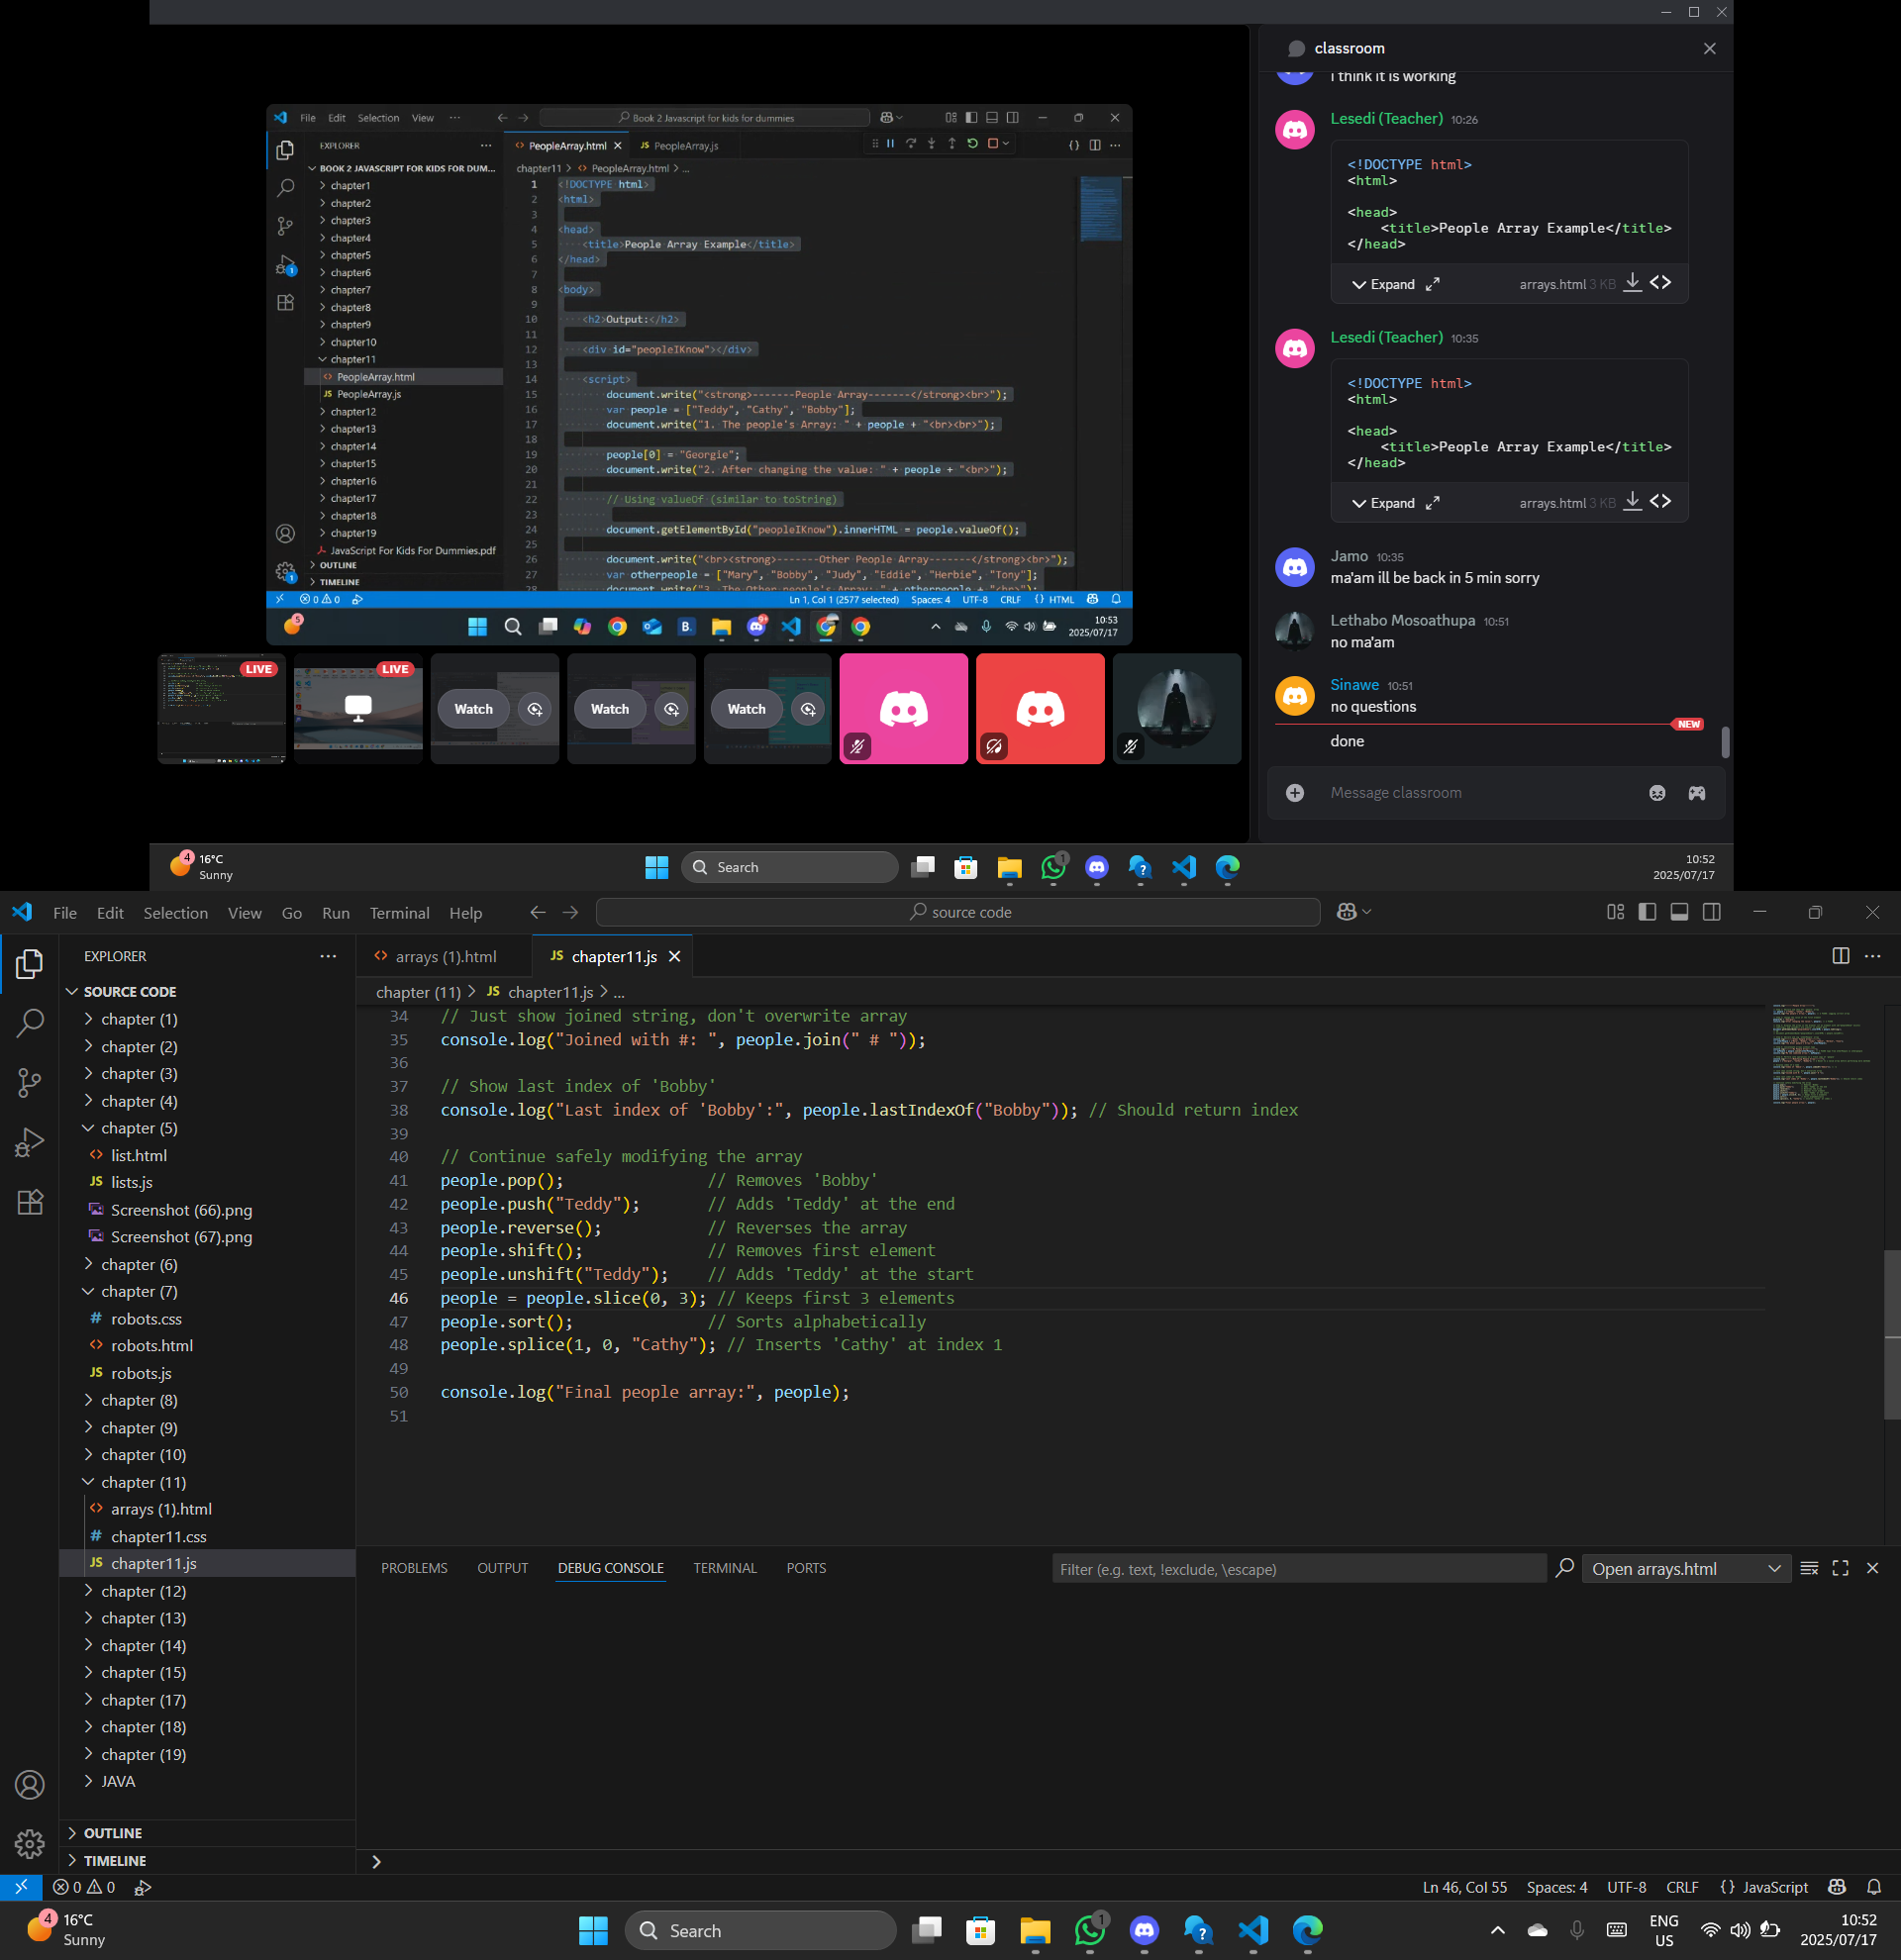 classroom
i think it is working
Lesedi (Teacher) 10:26
<!DOCTYPE html>
<html>
<head>
<title>People Array Example</title>
</head>
Expand
arrays.html 3 KB
Lesedi (Teacher) 10:35
<!DOCTYPE html>
<html>
<head>
<title>People Array Example</title>
</head>
Expand
arrays.html 3 KB
Jamo 10:35
ma'am ill be back in 5 min sorry
Lethabo Mosoathupa 10:51
no ma'am
Sinawe 10:51
no questions
NEW
done
Message classroom
File Edit Selection View ...
Book 2 Javascript for kids for dummies
EXPLORER
BOOK 2 JAVASCRIPT FOR KIDS FOR DUM...
chapter1
chapter2
chapter3
chapter4
chapter5
chapter6
chapter7
chapter8
chapter9
chapter10
chapter11
PeopleArray.html
PeopleArray.js
chapter12
chapter13
chapter14
chapter15
chapter16
chapter17
chapter18
chapter19
JavaScript For Kids For Dummies.pdf
OUTLINE
TIMELINE
PeopleArray.html
PeopleArray.js
chapter11 > PeopleArray.html > ...
1 <!DOCTYPE html>
2 <html>
3
4 <head>
5 <title>People Array Example</title>
6 </head>
7
8 <body>
9
10 <h2>Output:</h2>
11
12 <div id="peopleIKnow"></div>
13
14 <script>
15 document.write("<strong>-------People Array-------</strong><br>");
16 var people = ["Teddy", "Cathy", "Bobby"];
17 document.write("1. The people's Array: " + people + "<br><br>");
18
19 people[0] = "Georgie";
20 document.write("2. After changing the value: " + people + "<br>");
21
22 // Using valueOf (similar to toString)
23
24 document.getElementById("peopleIKnow").innerHTML = people.valueOf();
25
26 document.write("<br><strong>-------Other People Array-------</strong><br>");
27 var otherpeople = ["Mary", "Bobby", "Judy", "Eddie", "Herbie", "Tony"];
28 document.write("3. The Other people's Array: " + otherpeople + "<br>");
0 0
Ln 1, Col 1 (2577 selected) Spaces: 4 UTF-8 CRLF HTML
5
10:53
2025/07/17
LIVE
LIVE
Watch
Watch
Watch
4
16°C
Sunny
Search
1
10:52
2025/07/17
File Edit Selection View Go Run Terminal Help
source code
EXPLORER
SOURCE CODE
chapter (1)
chapter (2)
chapter (3)
chapter (4)
chapter (5)
list.html
lists.js
Screenshot (66).png
Screenshot (67).png
chapter (6)
chapter (7)
robots.css
robots.html
robots.js
chapter (8)
chapter (9)
chapter (10)
chapter (11)
arrays (1).html
chapter11.css
chapter11.js
chapter (12)
chapter (13)
chapter (14)
chapter (15)
chapter (17)
chapter (18)
chapter (19)
JAVA
OUTLINE
TIMELINE
arrays (1).html
JS chapter11.js
chapter (11) > JS chapter11.js > ...
34 // Just show joined string, don't overwrite array
35 console.log("Joined with #: ", people.join(" # "));
36
37 // Show last index of 'Bobby'
38 console.log("Last index of 'Bobby':", people.lastIndexOf("Bobby")); // Should return index
39
40 // Continue safely modifying the array
41 people.pop(); // Removes 'Bobby'
42 people.push("Teddy"); // Adds 'Teddy' at the end
43 people.reverse(); // Reverses the array
44 people.shift(); // Removes first element
45 people.unshift("Teddy"); // Adds 'Teddy' at the start
46 people = people.slice(0, 3); // Keeps first 3 elements
47 people.sort(); // Sorts alphabetically
48 people.splice(1, 0, "Cathy"); // Inserts 'Cathy' at index 1
49
50 console.log("Final people array:", people);
51
PROBLEMS OUTPUT DEBUG CONSOLE TERMINAL PORTS
Filter (e.g. text, !exclude, \escape)
Open arrays.html
0 0
Ln 46, Col 55 Spaces: 4 UTF-8 CRLF {} JavaScript
4
16°C
Sunny
Search
1
ENG
US
10:52
2025/07/17